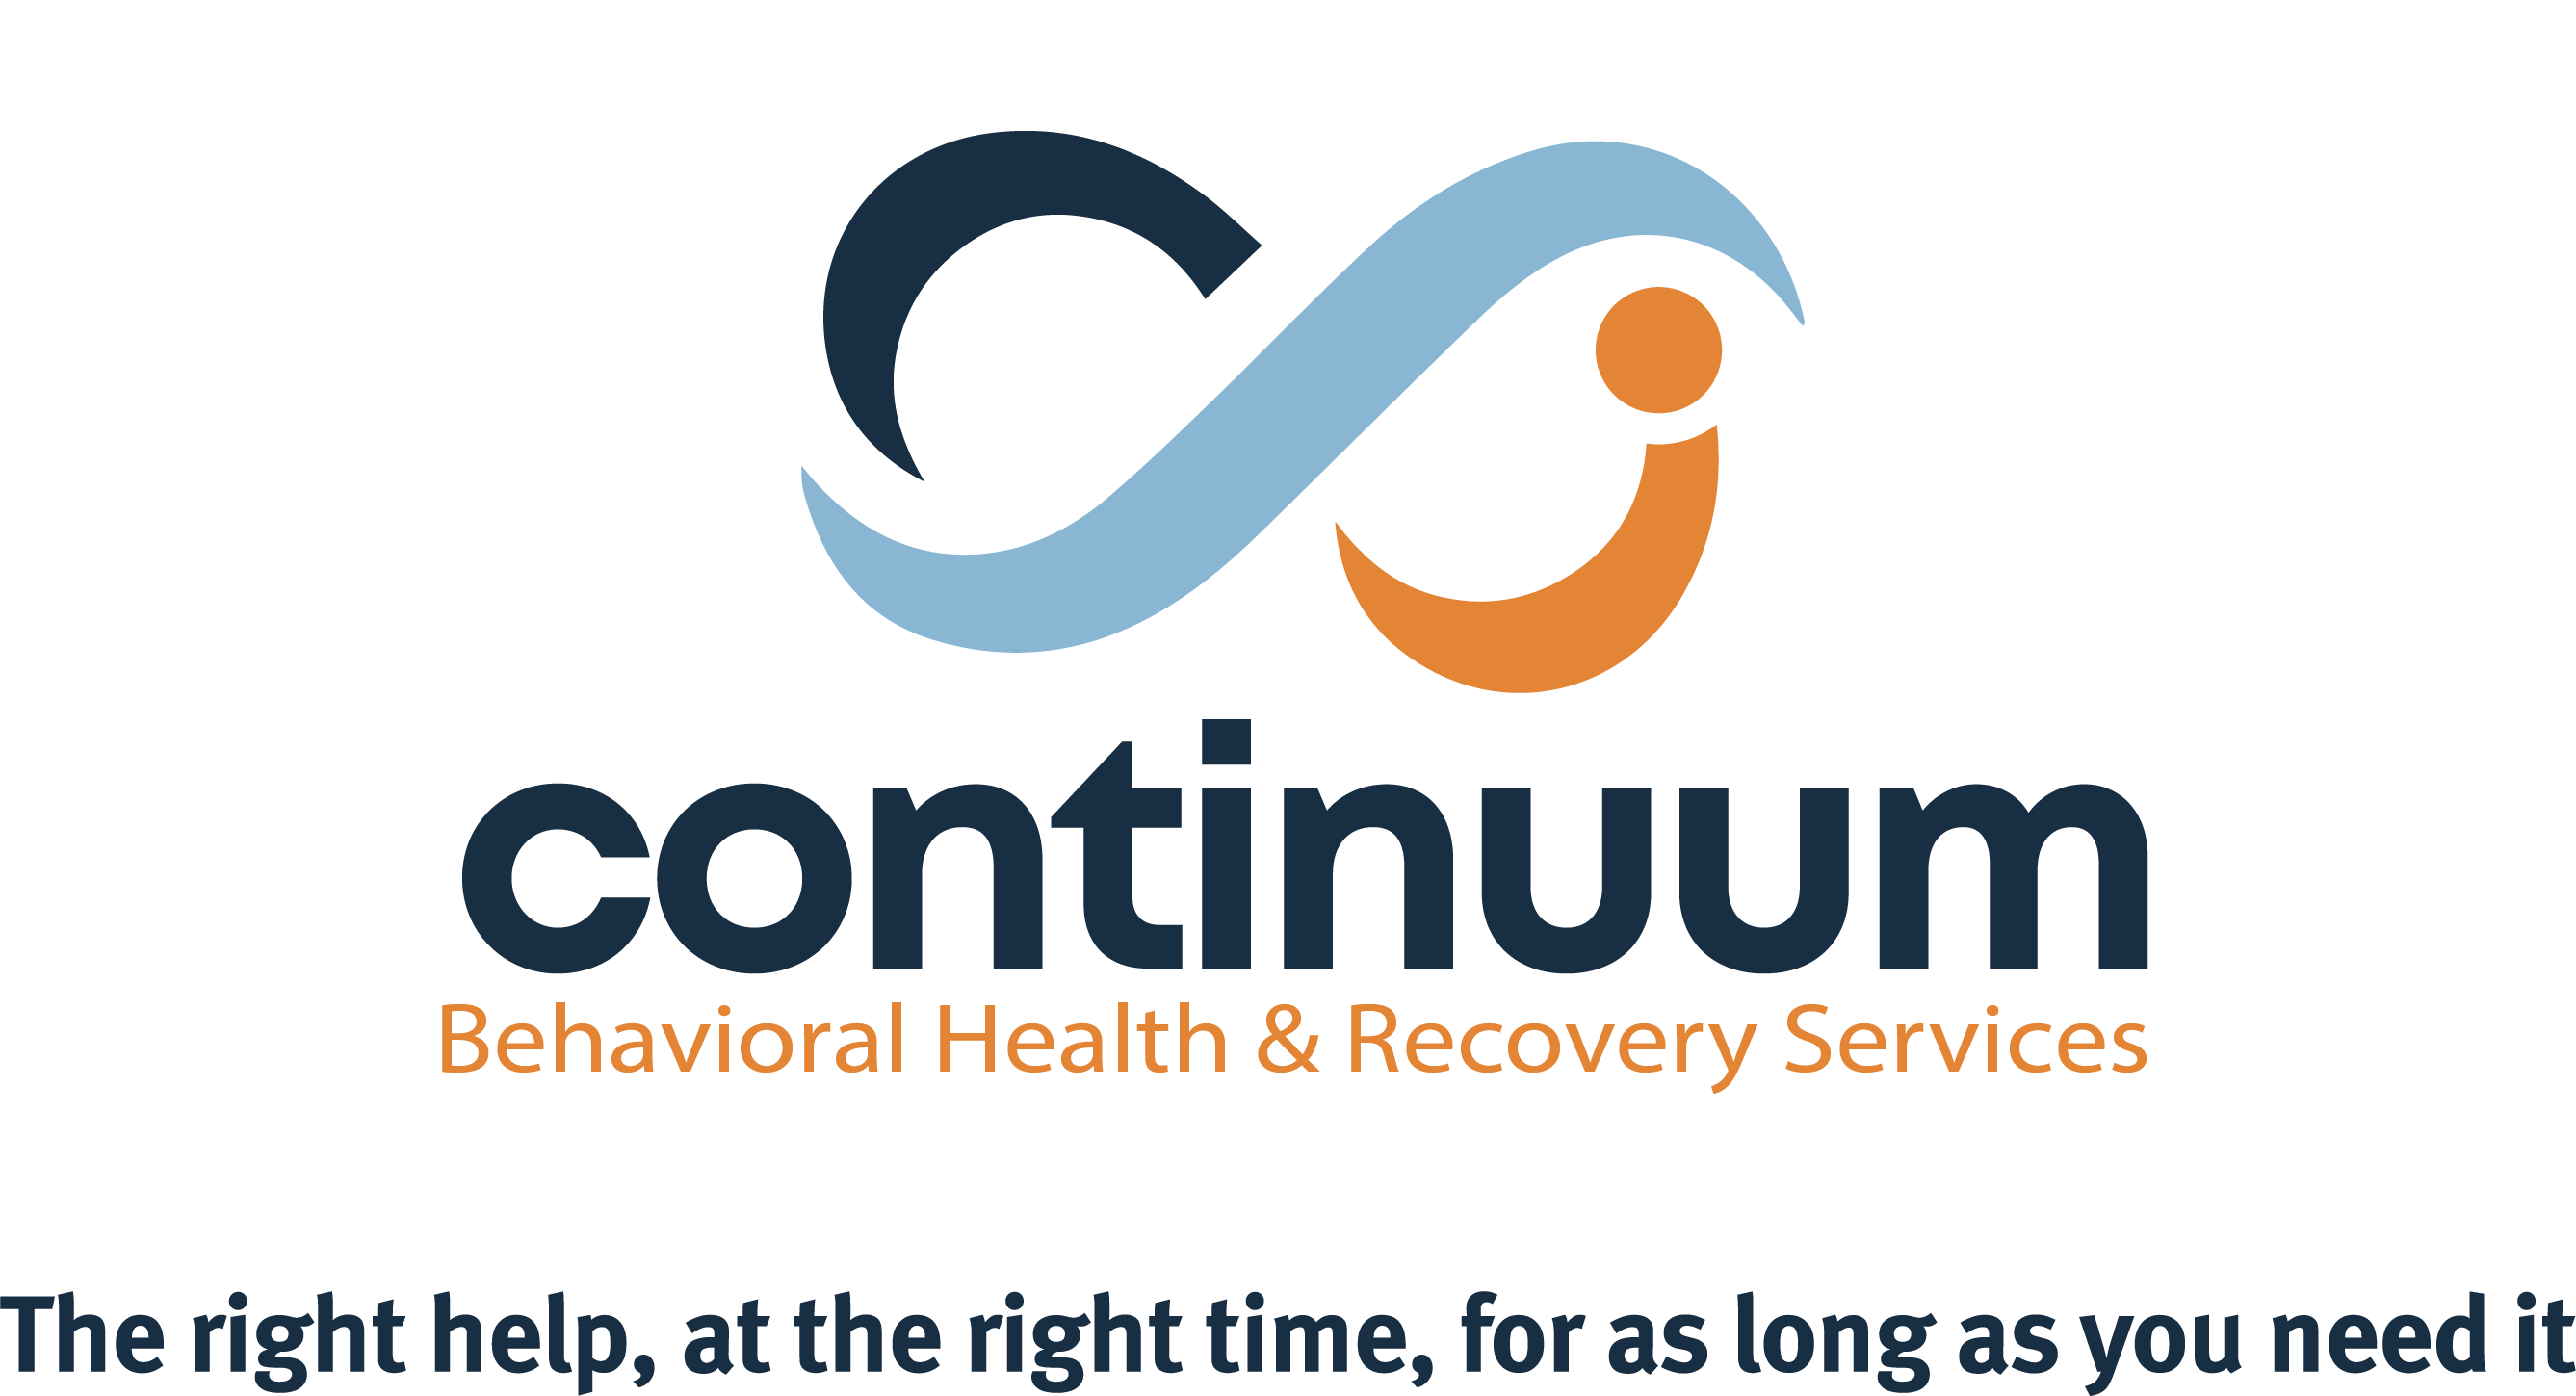 continuum
Behavioral Health & Recovery Services
The right help, at the right time, for as long as you need it